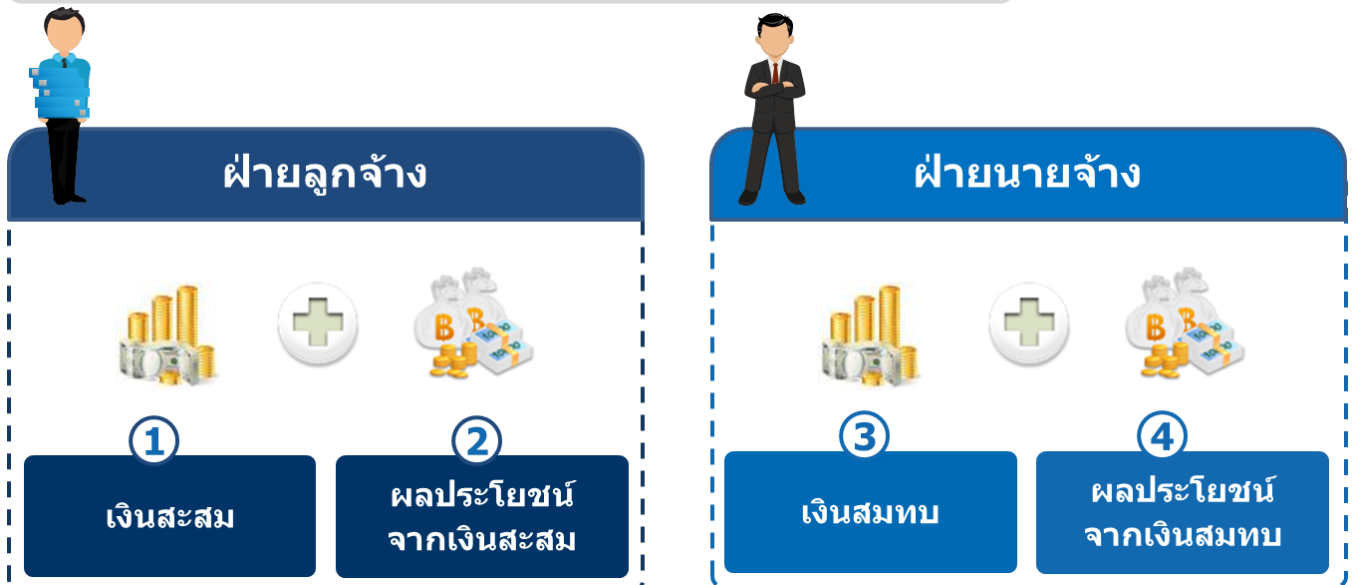 ฝ่ายลูกจ้าง
ฝ่ายนายจ้าง
B B
B B
1
2
3
4
เงินสะสม
ผลประโยชน์
จากเงินสะสม
เงินสมทบ
ผลประโยชน์
จากเงินสมทบ